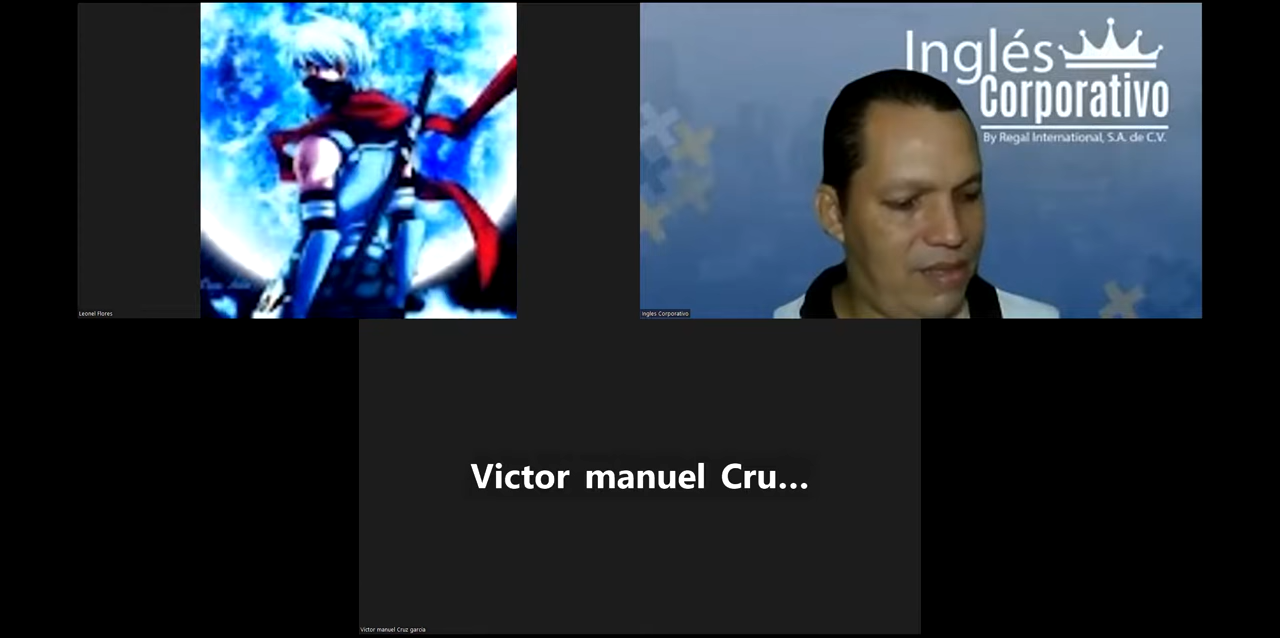 Inglés
Corporativo
By Regal International, S.A. de C.V.
Leonel Flores
Ingles Corporativo
Victor manuel Cru...
Victor manuel Cruz garcia